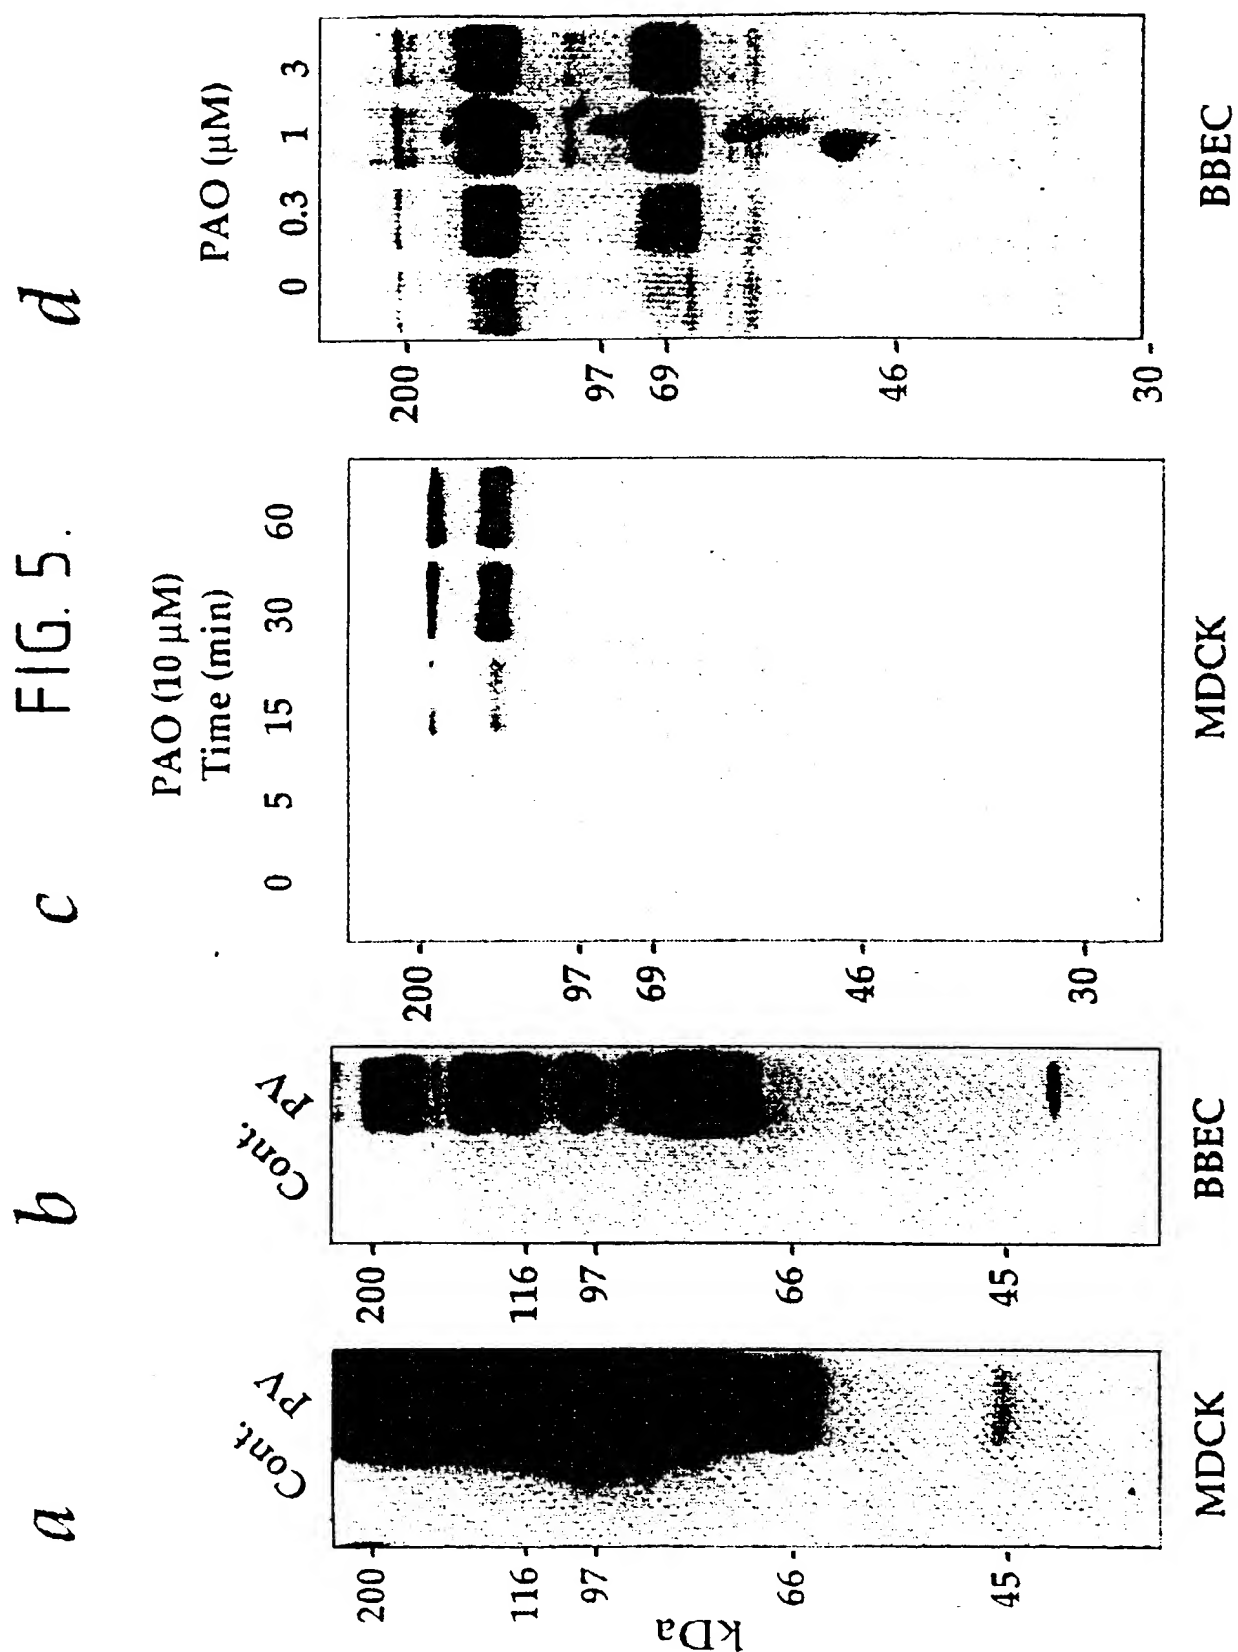 FIG. 5.
a
Cont. PV
kDa
200-
116-
97-
66-
45-
MDCK
b
Cont. PV
200-
116-
97-
66-
45-
BBEC
c
PAO (10 µM)
Time (min)
0 5 15 30 60
200-
97-
69-
46-
30-
MDCK
d
PAO (µM)
0 0.3 1 3
200-
97-
69-
46-
30-
BBEC